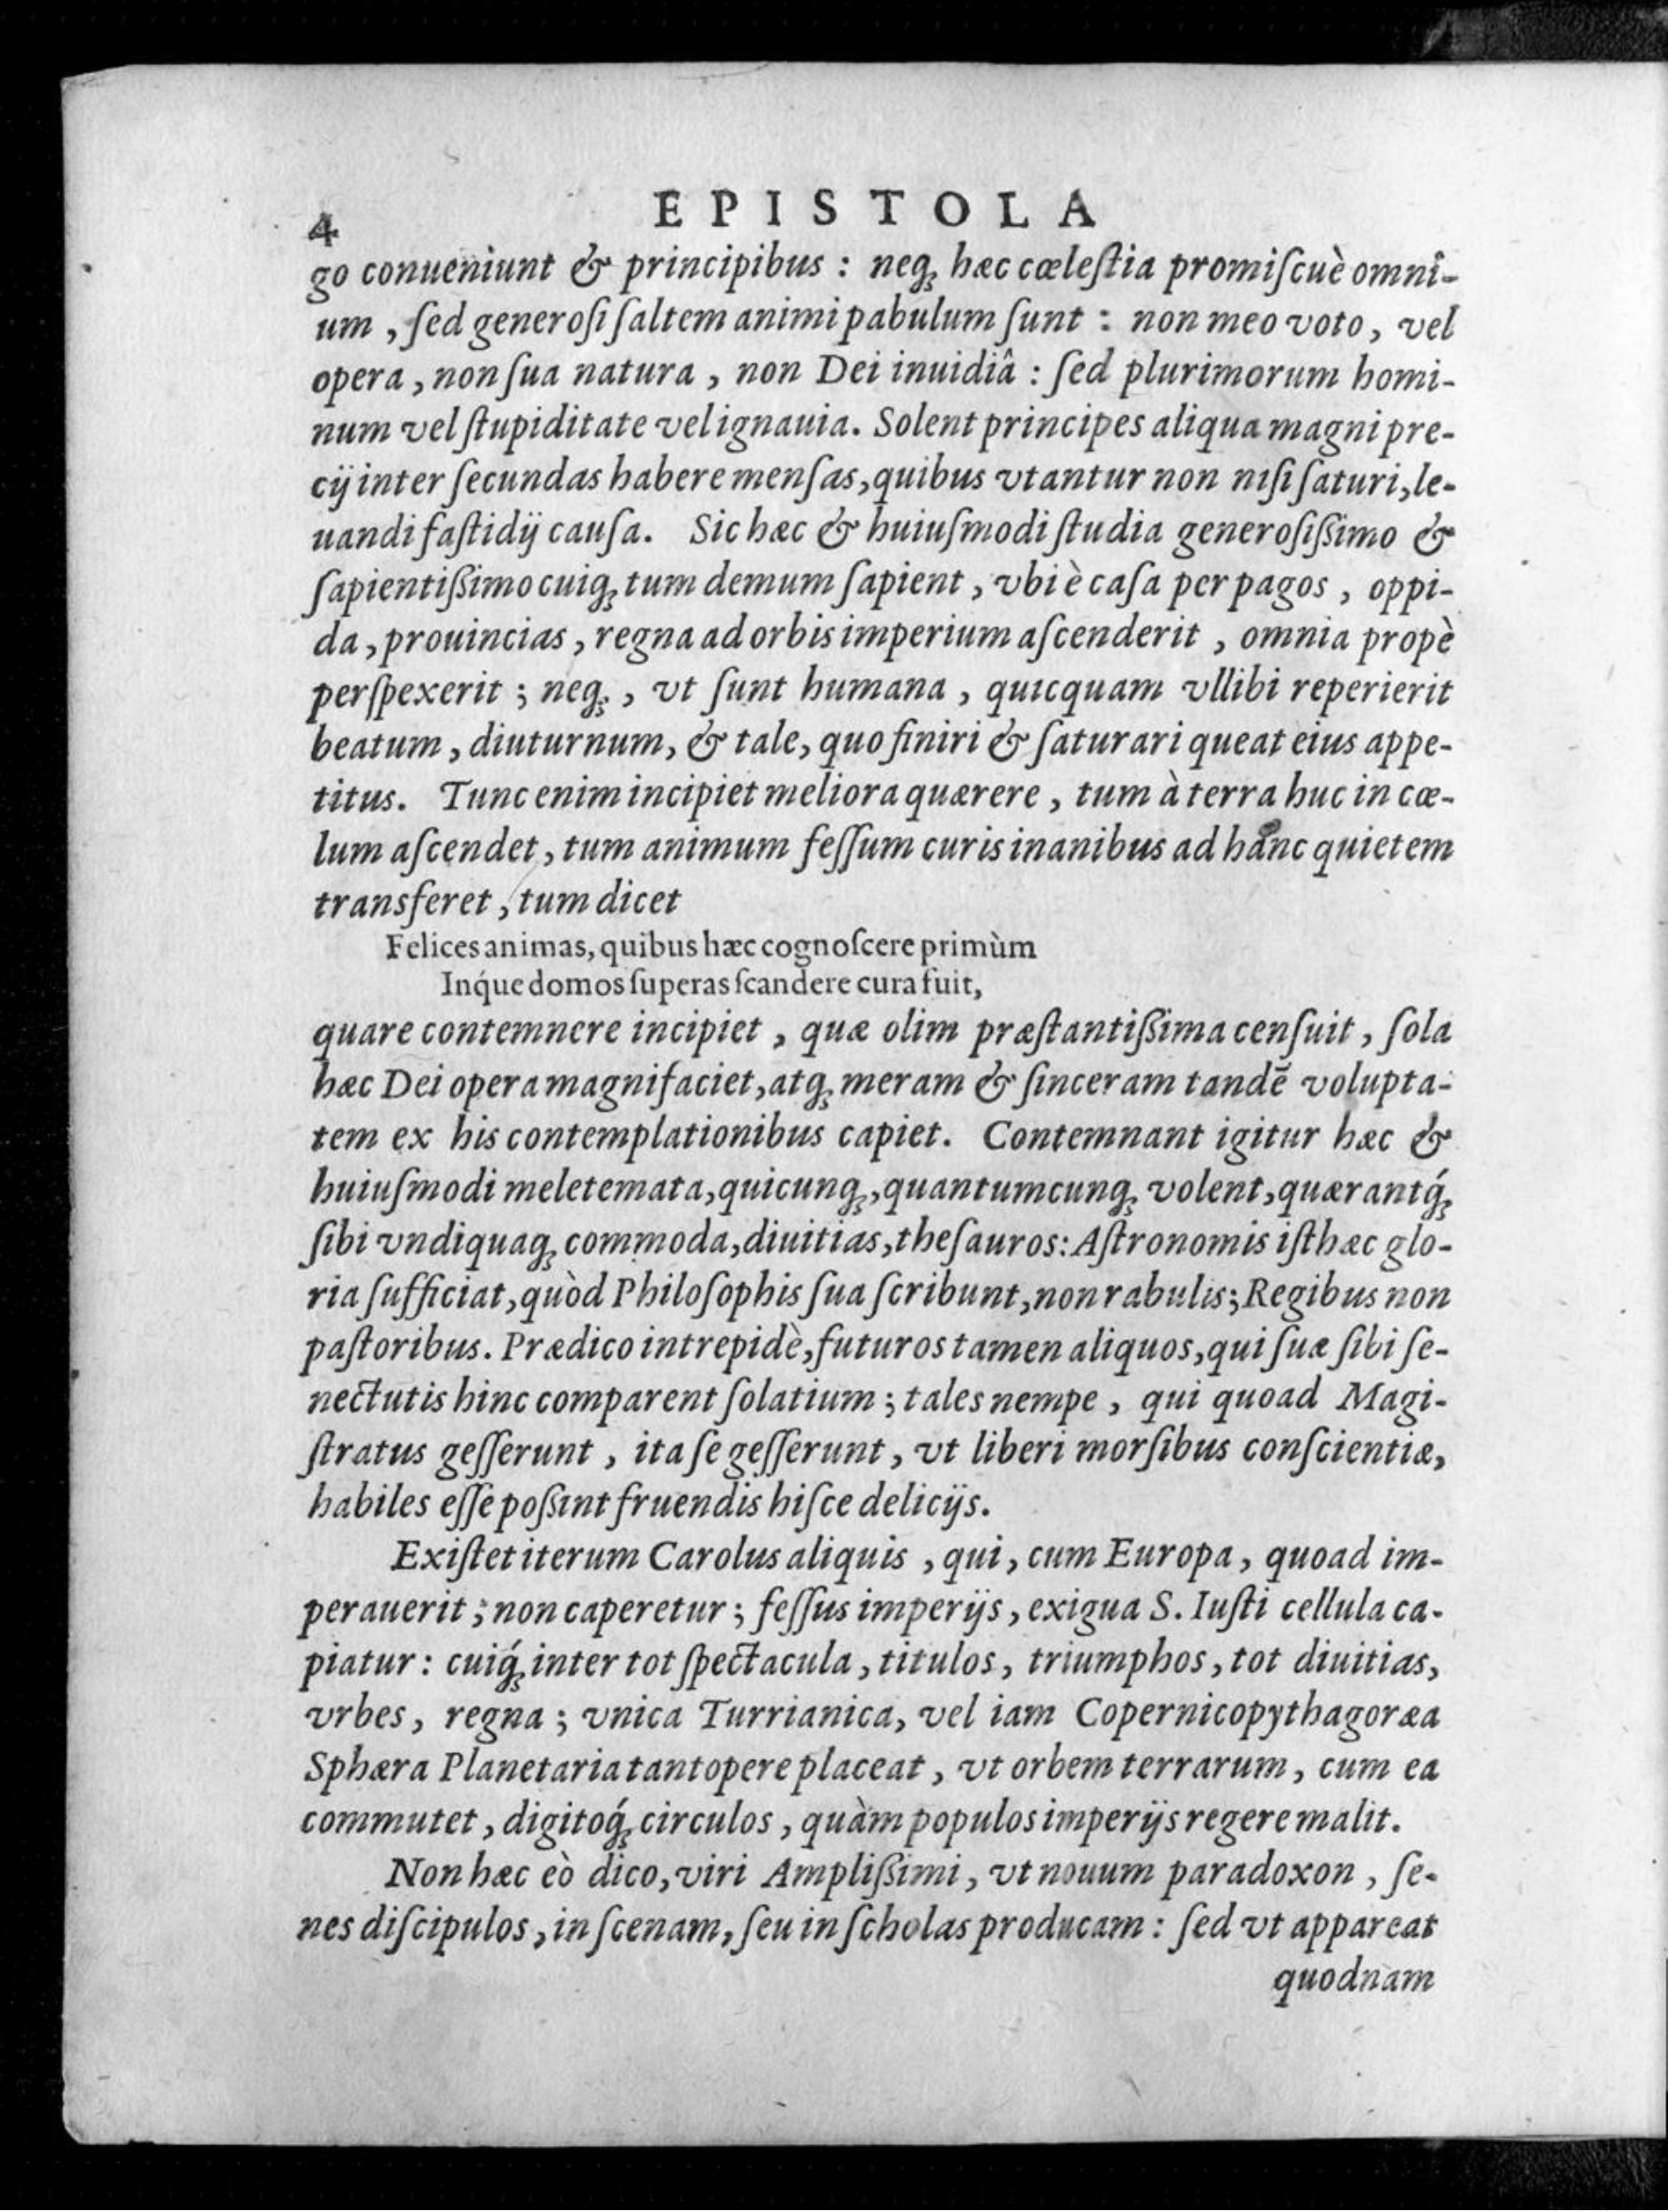 4 EPISTOLA
go conueniunt & principibus : neq; hæc cœleſtia promiſcuè omnî-
um , ſed generoſi ſaltem animi pabulum ſunt : non meo voto, vel
opera, non ſua natura, non Dei inuidiâ : ſed plurimorum homi-
num vel ſtupiditate vel ignauia. Solent principes aliqua magni pre-
cij inter ſecundas habere menſas, quibus vtantur non niſi ſaturi, le-
uandi faſtidij cauſa. Sic hæc & huiuſmodi ſtudia generoſißimo &
ſapientißimo cuiq; tum demum ſapient, vbi è caſa per pagos, oppi-
da, prouincias, regna ad orbis imperium aſcenderit, omnia propè
perſpexerit ; neq;, vt ſunt humana, quicquam vllibi reperierit
beatum, diuturnum, & tale, quo finiri & ſaturari queat eius appe-
titus. Tunc enim incipiet meliora quærere, tum à terra huc in cœ-
lum aſcendet, tum animum feſſum curis inanibus ad hanc quietem
transferet, tum dicet
Felices animas, quibus hæc cognoſcere primùm
Inq́ue domos ſuperas ſcandere cura fuit,
quare contemnere incipiet, quæ olim præſtantißima cenſuit, ſola
hæc Dei opera magnifaciet, atq; meram & ſinceram tandē volupta-
tem ex his contemplationibus capiet. Contemnant igitur hæc &
huiuſmodi meletemata, quicunq;, quantumcunq; volent, quærantq́;
ſibi vndiquaq; commoda, diuitias, theſauros: Aſtronomis iſthæc glo-
ria ſufficiat, quòd Philoſophis ſua ſcribunt, non rabulis; Regibus non
paſtoribus. Prædico intrepidè, futuros tamen aliquos, qui ſuæ ſibi ſe-
nectutis hinc comparent ſolatium ; tales nempe, qui quoad Magi-
ſtratus geſſerunt, ita ſe geſſerunt, vt liberi morſibus conſcientiæ,
habiles eſſe poßint fruendis hiſce delicijs.
Exiſtet iterum Carolus aliquis, qui, cum Europa, quoad im-
perauerit ; non caperetur ; feſſus imperijs, exigua S. Iuſti cellula ca-
piatur : cuiq́; inter tot ſpectacula, titulos, triumphos, tot diuitias,
vrbes, regna ; vnica Turrianica, vel iam Copernicopythagoræa
Sphæra Planetaria tantopere placeat, vt orbem terrarum, cum ea
commutet, digitoq́; circulos, quàm populos imperijs regere malit.
Non hæc eò dico, viri Amplißimi, vt nouum paradoxon, ſe-
nes diſcipulos, in ſcenam, ſeu in ſcholas producam : ſed vt appareat
quodnam